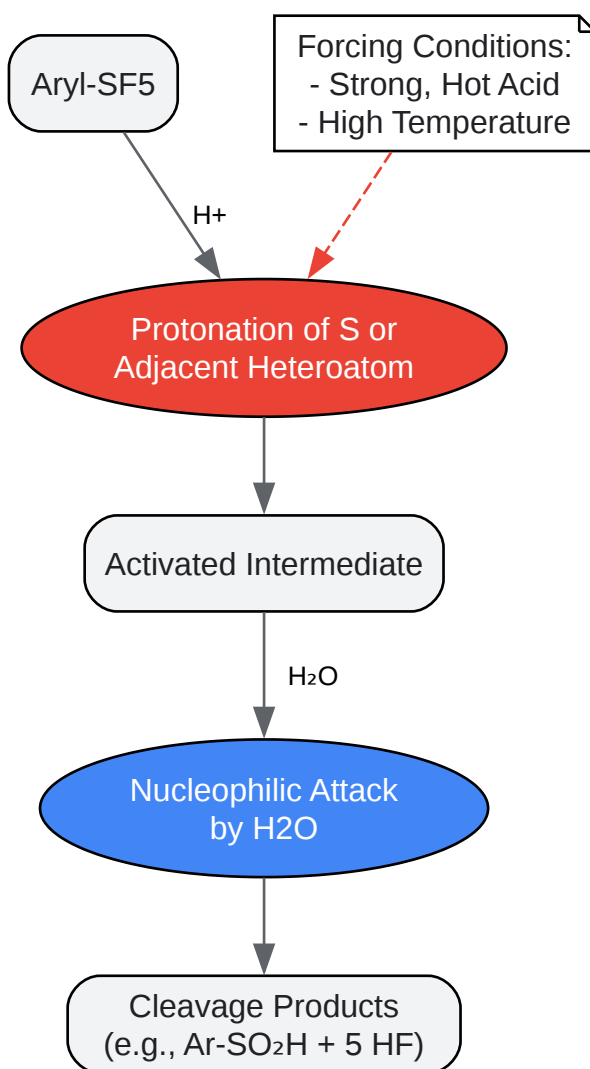 Aryl-SF5
Forcing Conditions:
- Strong, Hot Acid
- High Temperature
H+
Protonation of S or
Adjacent Heteroatom
Activated Intermediate
H₂O
Nucleophilic Attack
by H2O
Cleavage Products
(e.g., Ar-SO₂H + 5 HF)